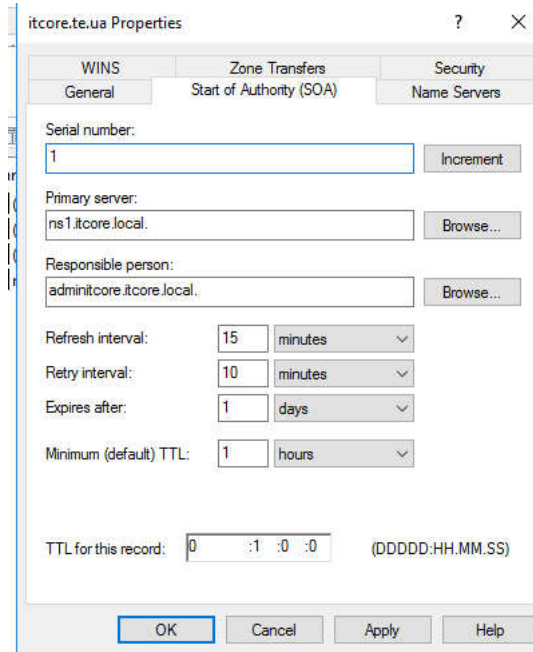 itcore.te.ua Properties ? ×
WINS Zone Transfers Security
General Start of Authority (SOA) Name Servers
Serial number:
1 Increment
Primary server:
ns1.itcore.local. Browse...
Responsible person:
adminitcore.itcore.local. Browse...
Refresh interval: 15 minutes
Retry interval: 10 minutes
Expires after: 1 days
Minimum (default) TTL: 1 hours
TTL for this record: 0 :1 :0 :0 (DDDDD:HH.MM.SS)
OK Cancel Apply Help